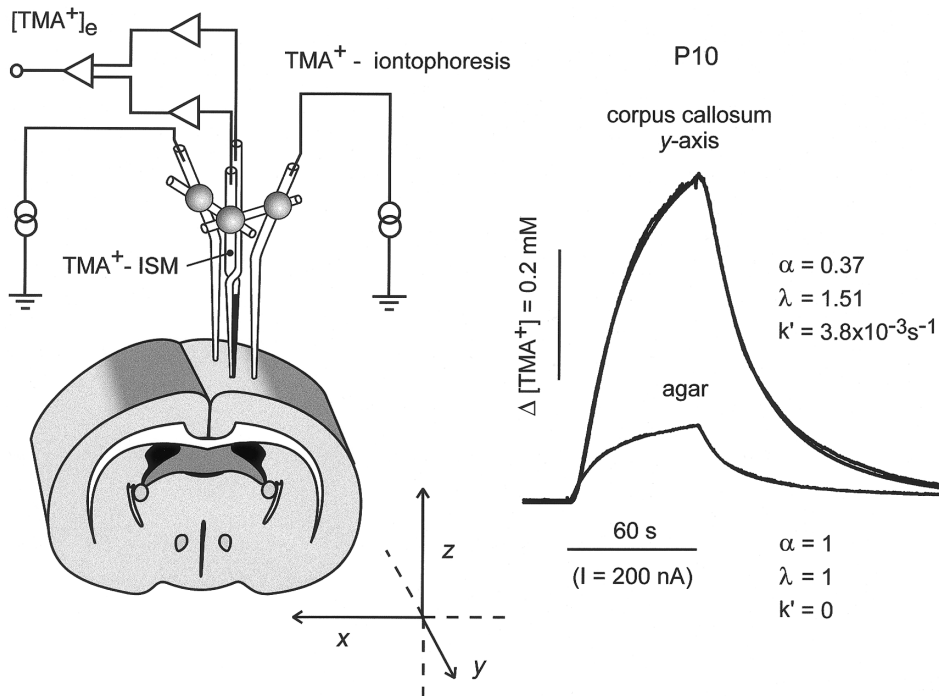 [TMA⁺]e
TMA⁺ - iontophoresis
TMA⁺- ISM
x
y
z
P10
corpus callosum
y-axis
Δ [TMA⁺] = 0.2 mM
α = 0.37
λ = 1.51
k' = 3.8x10⁻³s⁻¹
agar
60 s
(I = 200 nA)
α = 1
λ = 1
k' = 0